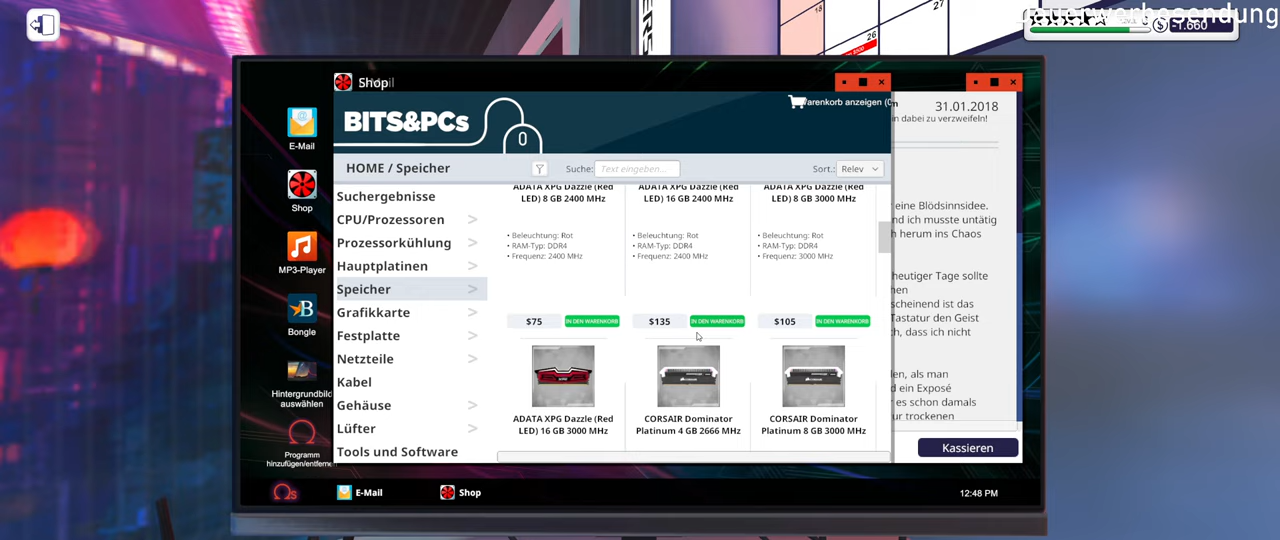 18
27
26
-1.660
Shop
31.01.2018
BITS&PCs
Warenkorb anzeigen (0
in dabei zu verzweifeln!
HOME / Speicher
Suche:
Text eingeben...
Sort.:
Relev
E-Mail
Shop
MP3-Player
Bongle
Hintergrundbild
auswählen
Programm
hinzufügen/entfernen
Suchergebnisse
CPU/Prozessoren >
Prozessorkühlung >
Hauptplatinen >
Speicher >
Grafikkarte >
Festplatte >
Netzteile >
Kabel
Gehäuse >
Lüfter >
Tools und Software
ADATA XPG Dazzle (Red
LED) 8 GB 2400 MHz
• Beleuchtung: Rot
• RAM-Typ: DDR4
• Frequenz: 2400 MHz
$75 IN DEN WARENKORB
ADATA XPG Dazzle (Red
LED) 16 GB 2400 MHz
• Beleuchtung: Rot
• RAM-Typ: DDR4
• Frequenz: 2400 MHz
$135 IN DEN WARENKORB
ADATA XPG Dazzle (Red
LED) 8 GB 3000 MHz
• Beleuchtung: Rot
• RAM-Typ: DDR4
• Frequenz: 3000 MHz
$105 IN DEN WARENKORB
ADATA XPG Dazzle (Red
LED) 16 GB 3000 MHz
CORSAIR Dominator
Platinum 4 GB 2666 MHz
CORSAIR Dominator
Platinum 8 GB 3000 MHz
eine Blödsinnsidee.
nd ich musste untätig
h herum ins Chaos
heutiger Tage sollte
chen
scheinend ist das
Tastatur den Geist
ch, dass ich nicht
den, als man
d ein Exposé
er es schon damals
ur trockenen
Kassieren
E-Mail
Shop
12:48 PM